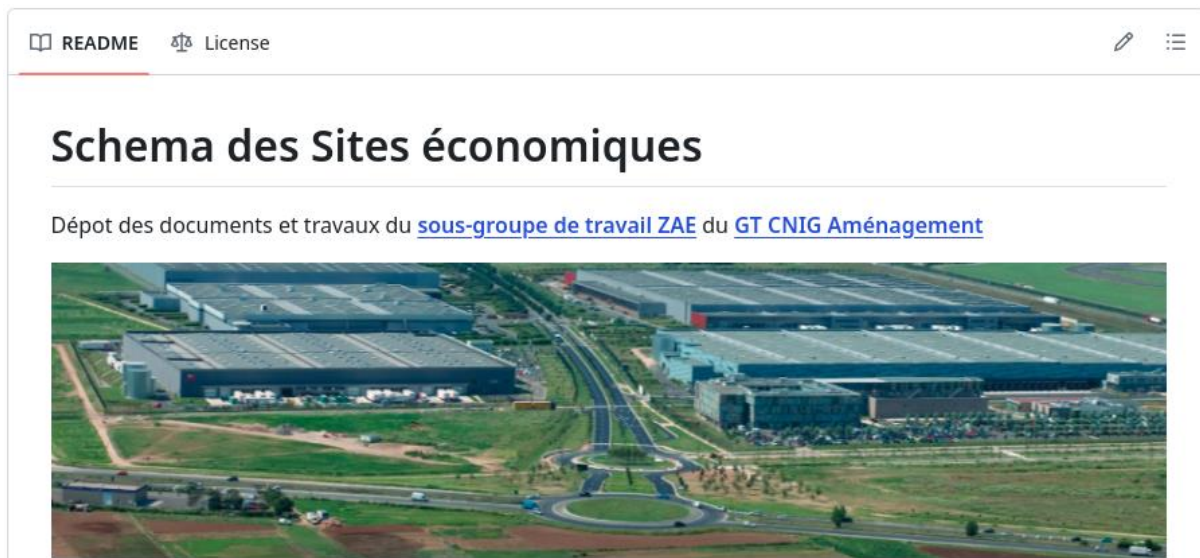 README License
Schema des Sites économiques
Dépot des documents et travaux du sous-groupe de travail ZAE du GT CNIG Aménagement